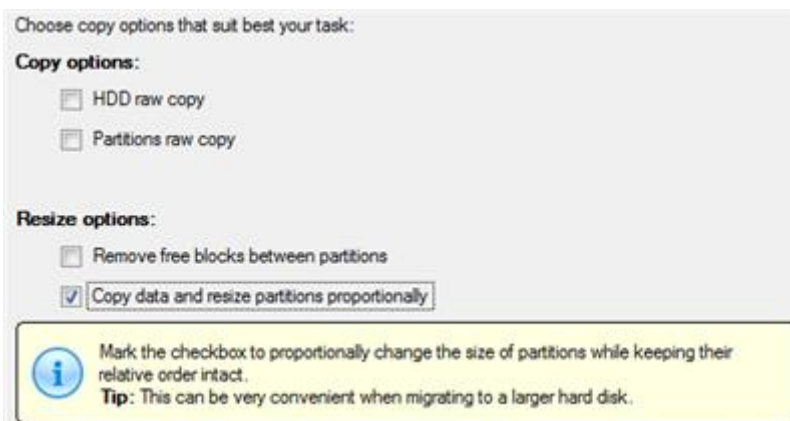 Choose copy options that suit best your task:
Copy options:
HDD raw copy
Partitions raw copy
Resize options:
Remove free blocks between partitions
Copy data and resize partitions proportionally
Mark the checkbox to proportionally change the size of partitions while keeping their
relative order intact.
Tip: This can be very convenient when migrating to a larger hard disk.